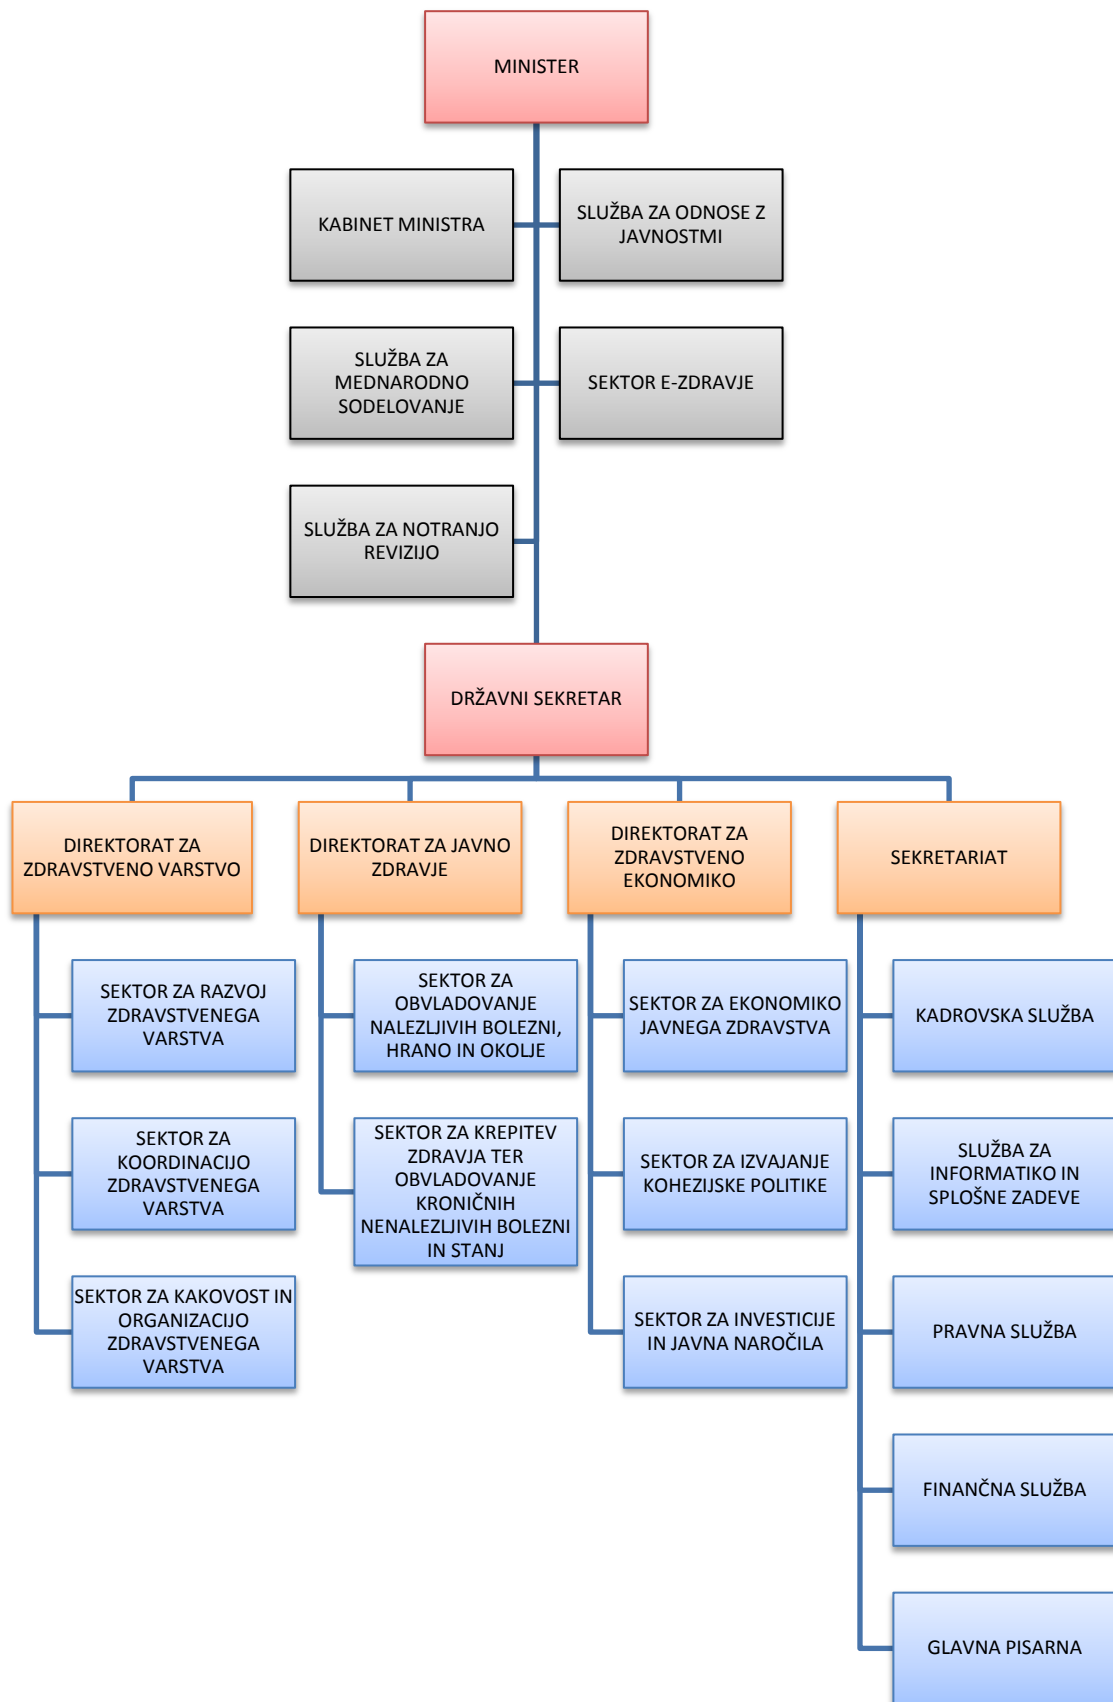 MINISTER
KABINET MINISTRA
SLUŽBA ZA ODNOSE Z
JAVNOSTMI
SLUŽBA ZA
MEDNARODNO
SODELOVANJE
SEKTOR E-ZDRAVJE
SLUŽBA ZA NOTRANJO
REVIZIJO
DRŽAVNI SEKRETAR
DIREKTORAT ZA
ZDRAVSTVENO VARSTVO
SEKTOR ZA RAZVOJ
ZDRAVSTVENEGA
VARSTVA
SEKTOR ZA
KOORDINACIJO
ZDRAVSTVENEGA
VARSTVA
SEKTOR ZA KAKOVOST IN
ORGANIZACIJO
ZDRAVSTVENEGA
VARSTVA
DIREKTORAT ZA JAVNO
ZDRAVJE
SEKTOR ZA
OBVLADOVANJE
NALEZLJIVIH BOLEZNI,
HRANO IN OKOLJE
SEKTOR ZA KREPITEV
ZDRAVJA TER
OBVLADOVANJE
KRONIČNIH
NENALEZLJIVIH BOLEZNI
IN STANJ
DIREKTORAT ZA
ZDRAVSTVENO
EKONOMIKO
SEKTOR ZA EKONOMIKO
JAVNEGA ZDRAVSTVA
SEKTOR ZA IZVAJANJE
KOHEZIJSKE POLITIKE
SEKTOR ZA INVESTICIJE
IN JAVNA NAROČILA
SEKRETARIAT
KADROVSKA SLUŽBA
SLUŽBA ZA
INFORMATIKO IN
SPLOŠNE ZADEVE
PRAVNA SLUŽBA
FINANČNA SLUŽBA
GLAVNA PISARNA